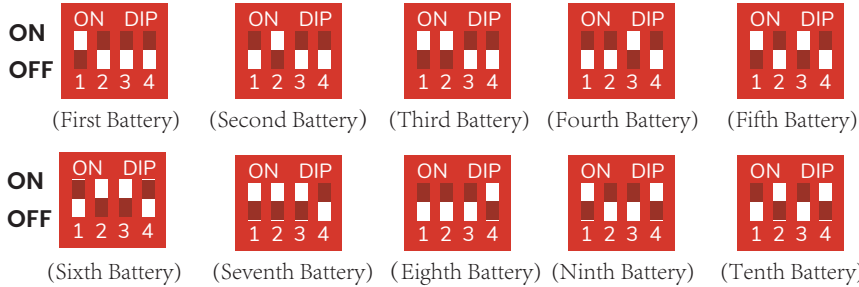 ON DIP ON DIP ON DIP ON DIP ON DIP
ON
OFF
1 2 3 4 1 2 3 4 1 2 3 4 1 2 3 4 1 2 3 4
(First Battery) (Second Battery) (Third Battery) (Fourth Battery) (Fifth Battery)
ON DIP ON DIP ON DIP ON DIP ON DIP
ON
OFF
1 2 3 4 1 2 3 4 1 2 3 4 1 2 3 4 1 2 3 4
(Sixth Battery) (Seventh Battery) (Eighth Battery) (Ninth Battery) (Tenth Battery)